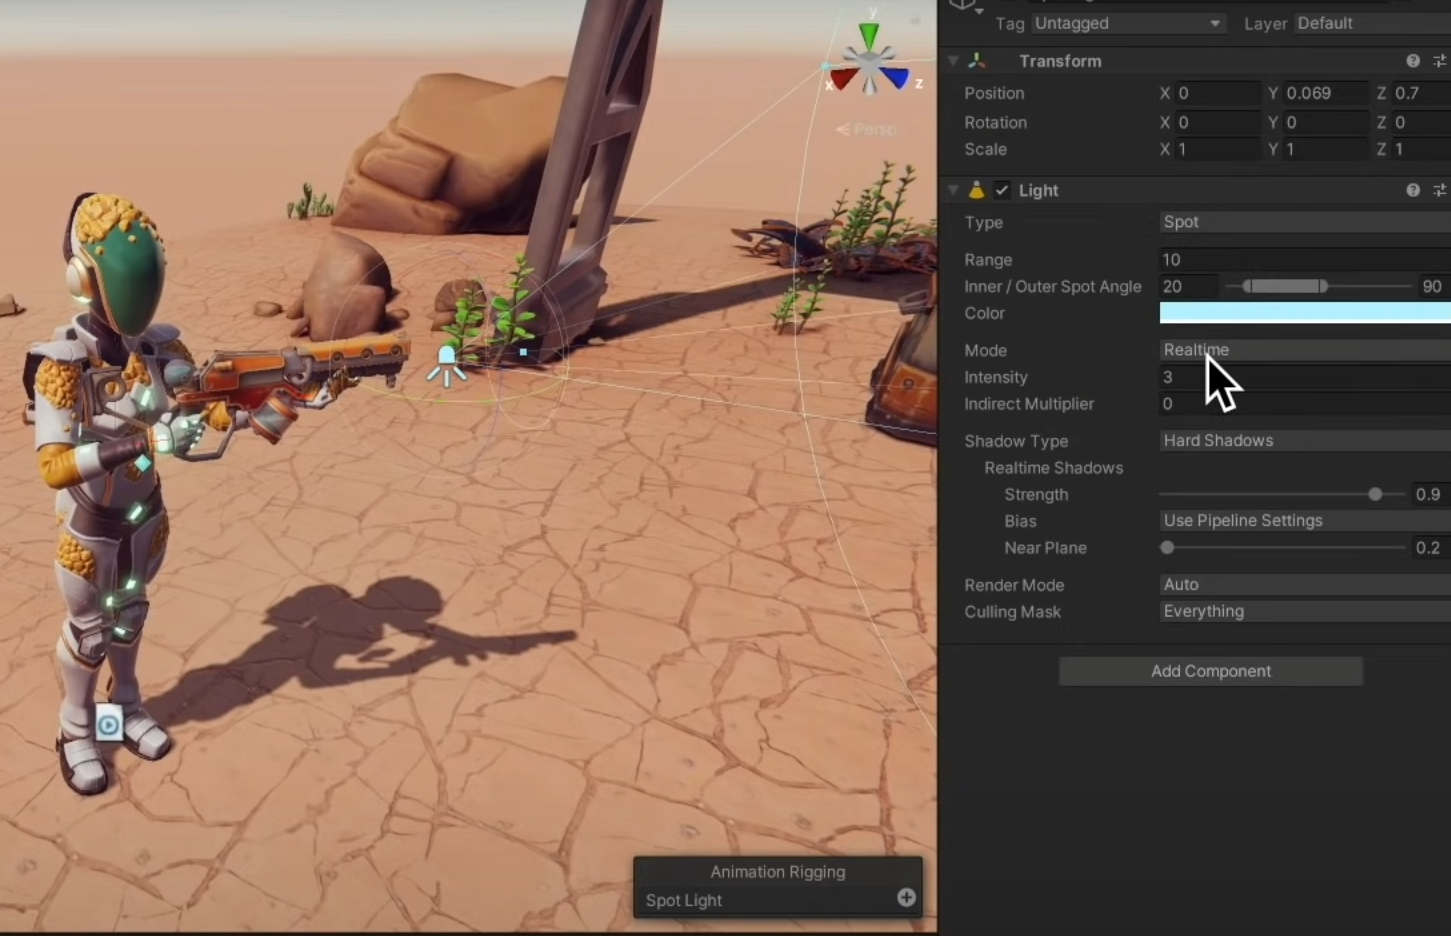 Tag Untagged Layer Default
Transform
Position X 0 Y 0.069 Z 0.7
Rotation X 0 Y 0 Z 0
Scale X 1 Y 1 Z 1
Light
Type Spot
Range 10
Inner / Outer Spot Angle 20 90
Color
Mode Realtime
Intensity 3
Indirect Multiplier 0
Shadow Type Hard Shadows
Realtime Shadows
Strength 0.9
Bias Use Pipeline Settings
Near Plane 0.2
Render Mode Auto
Culling Mask Everything
Add Component
y
x z
Persp
Animation Rigging
Spot Light